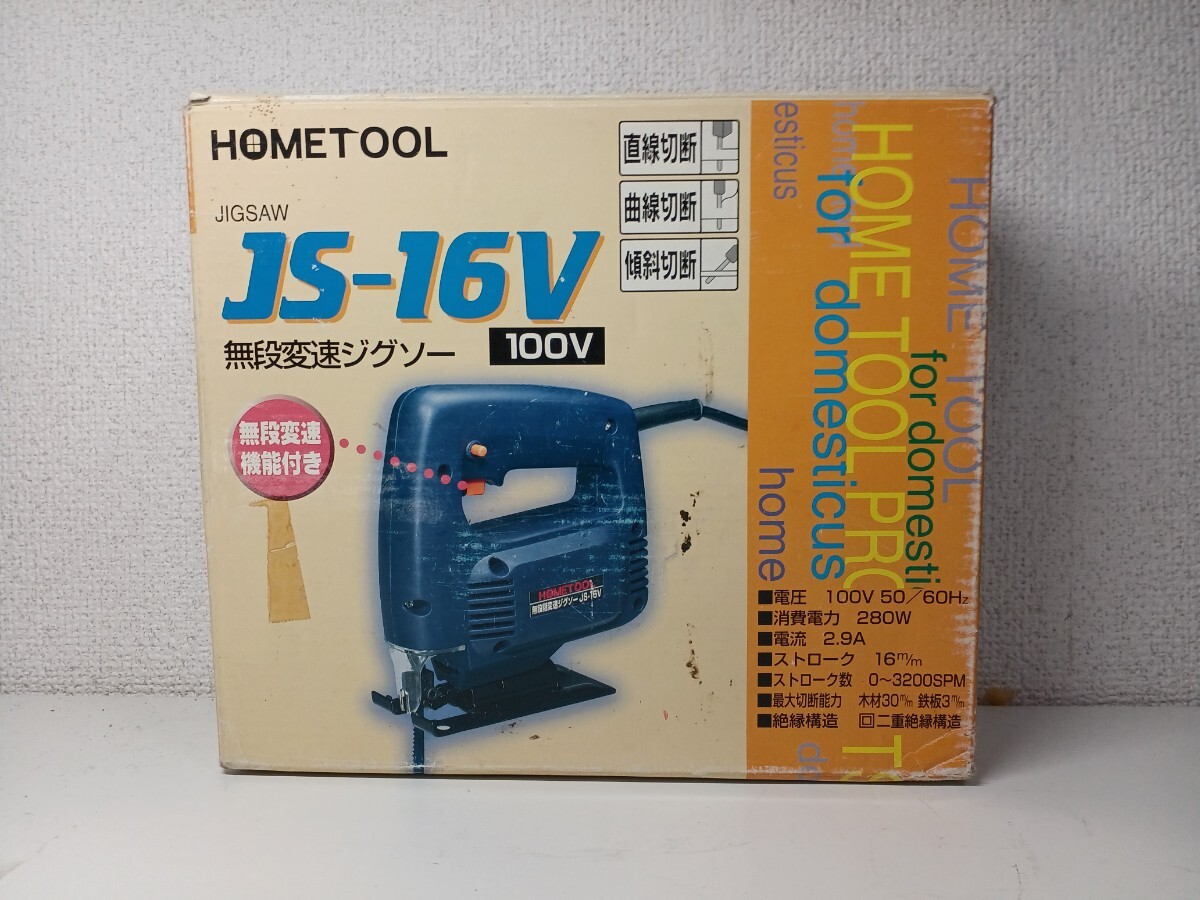 HOMETOOL
JIGSAW
JS-16V
無段変速ジグソー
100V
直線切断
曲線切断
傾斜切断
無段変速
機能付き
HOMETOOL
無段変速ジグソー JS-16V
esticus
hom
for domesticus
HOME TOOL PRO
HOME TOOL
for domesti
home
■電圧 100V 50/60Hz
■消費電力 280W
■電流 2.9A
■ストローク 16m/m
■ストローク数 0〜3200SPM
■最大切断能力 木材30m/m 鉄板3m/m
■絶縁構造 回二重絶縁構造